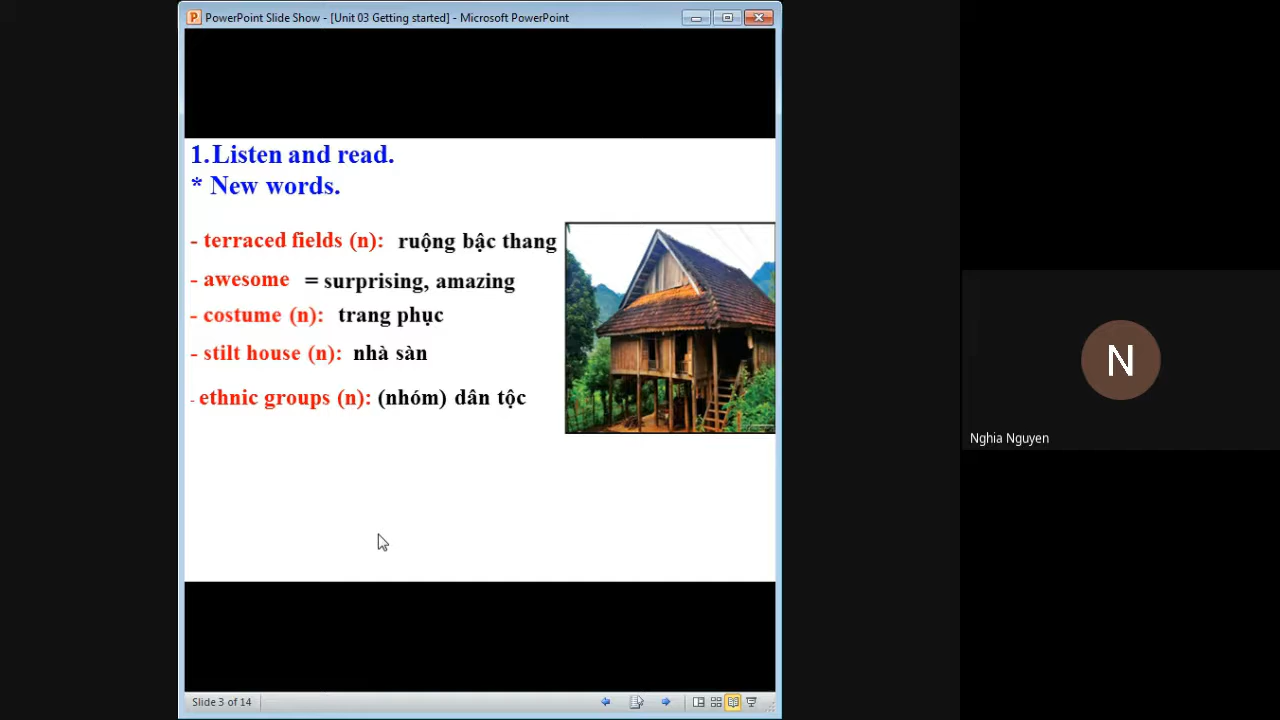 PowerPoint Slide Show - [Unit 03 Getting started] - Microsoft PowerPoint
1.Listen and read.
* New words.
- terraced fields (n): ruộng bậc thang
- awesome = surprising, amazing
- costume (n): trang phục
- stilt house (n): nhà sàn
- ethnic groups (n): (nhóm) dân tộc
Slide 3 of 14
N
Nghia Nguyen